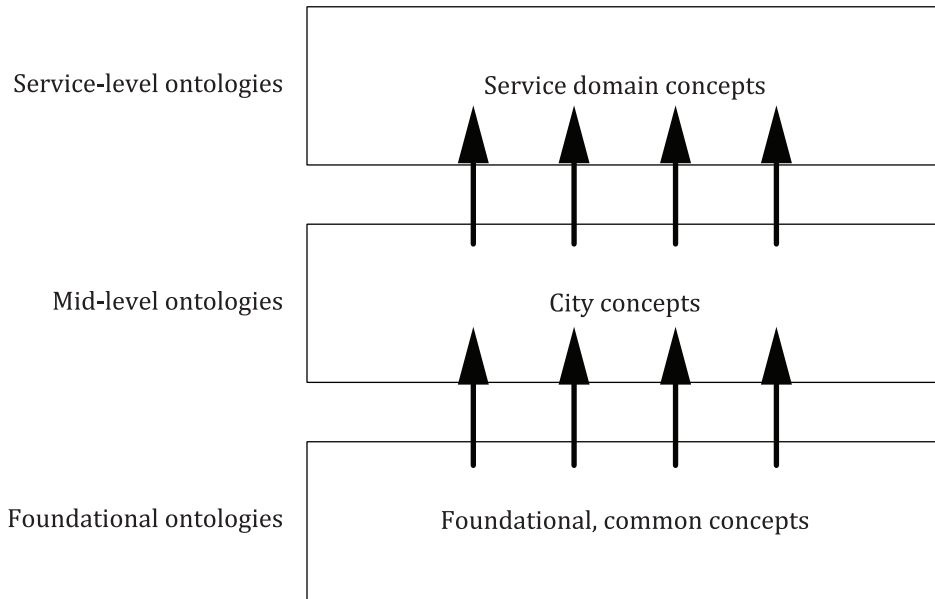 Service-level ontologies
Service domain concepts
Mid-level ontologies
City concepts
Foundational ontologies
Foundational, common concepts